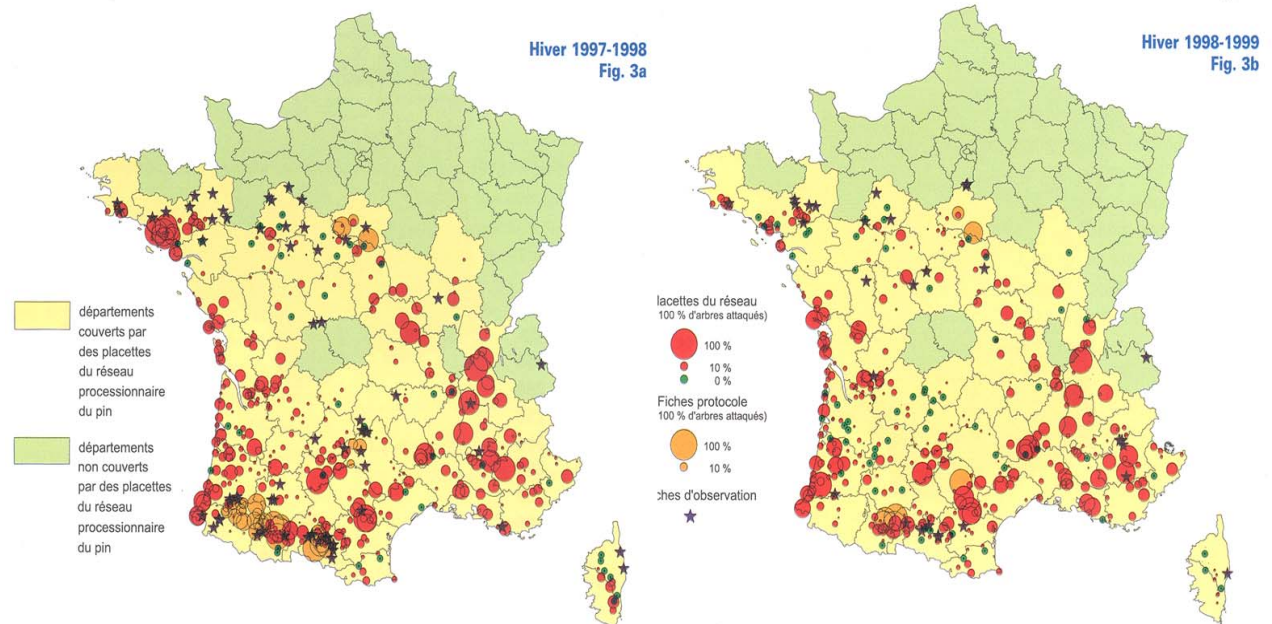 Hiver 1997-1998
Fig. 3a
départements
couverts par
des placettes
du réseau
processionnaire
du pin
départements
non couverts
par des placettes
du réseau
processionnaire
du pin
Hiver 1998-1999
Fig. 3b
lacettes du réseau
100 % d'arbres attaqués)
100 %
10 %
0 %
Fiches protocole
100 % d'arbres attaqués)
100 %
10 %
ches d'observation